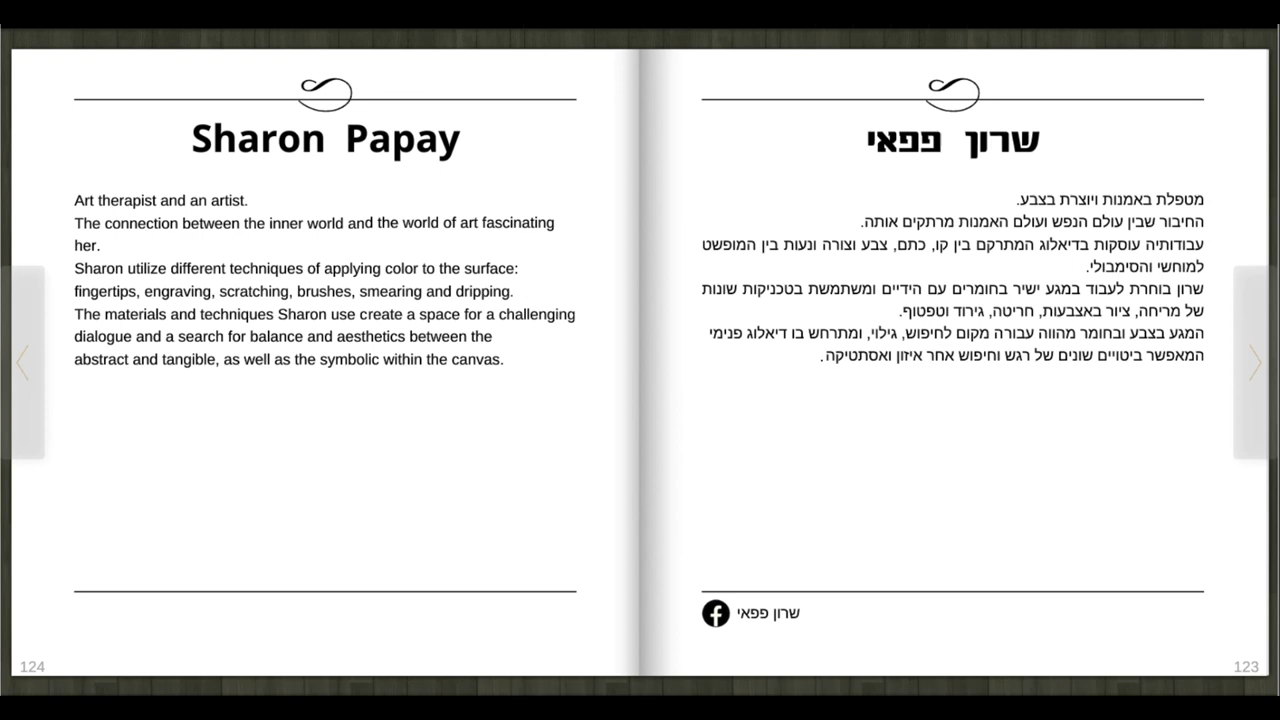 Sharon Papay
Art therapist and an artist.
The connection between the inner world and the world of art fascinating
her.
Sharon utilize different techniques of applying color to the surface:
fingertips, engraving, scratching, brushes, smearing and dripping.
The materials and techniques Sharon use create a space for a challenging
dialogue and a search for balance and aesthetics between the
abstract and tangible, as well as the symbolic within the canvas.
124
שרון פפאי
מטפלת באמנות ויוצרת בצבע.
החיבור שבין עולם הנפש ועולם האמנות מרתקים אותה.
עבודותיה עוסקות בדיאלוג המתרקם בין קו, כתם, צבע וצורה ונעות בין המופשט
למוחשי והסימבולי.
שרון בוחרת לעבוד במגע ישיר בחומרים עם הידיים ומשתמשת בטכניקות שונות
של מריחה, ציור באצבעות, חריטה, גירוד וטפטוף.
המגע בצבע ובחומר מהווה עבורה מקום לחיפוש, גילוי, ומתרחש בו דיאלוג פנימי
המאפשר ביטויים שונים של רגש וחיפוש אחר איזון ואסתטיקה.
שרון פפאי
123